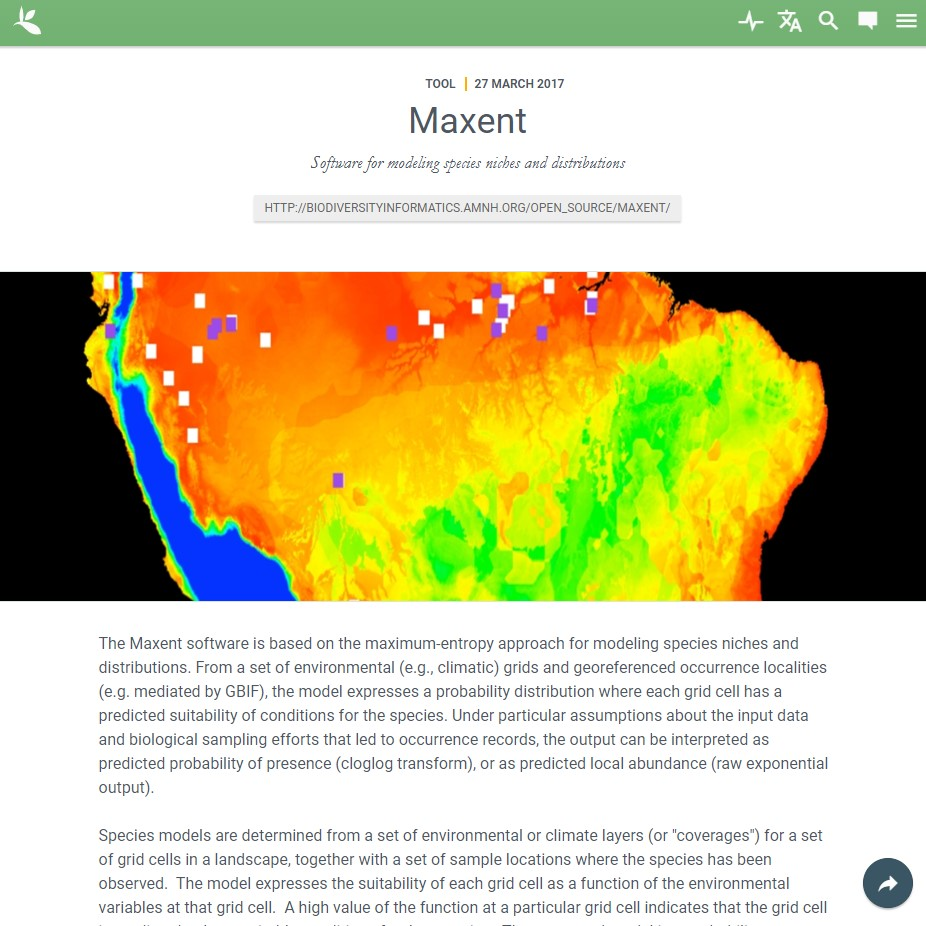 TOOL | 27 MARCH 2017
Maxent
Software for modeling species niches and distributions
HTTP://BIODIVERSITYINFORMATICS.AMNH.ORG/OPEN_SOURCE/MAXENT/
The Maxent software is based on the maximum-entropy approach for modeling species niches and
distributions. From a set of environmental (e.g., climatic) grids and georeferenced occurrence localities
(e.g. mediated by GBIF), the model expresses a probability distribution where each grid cell has a
predicted suitability of conditions for the species. Under particular assumptions about the input data
and biological sampling efforts that led to occurrence records, the output can be interpreted as
predicted probability of presence (cloglog transform), or as predicted local abundance (raw exponential
output).
Species models are determined from a set of environmental or climate layers (or "coverages") for a set
of grid cells in a landscape, together with a set of sample locations where the species has been
observed.  The model expresses the suitability of each grid cell as a function of the environmental
variables at that grid cell.  A high value of the function at a particular grid cell indicates that the grid cell